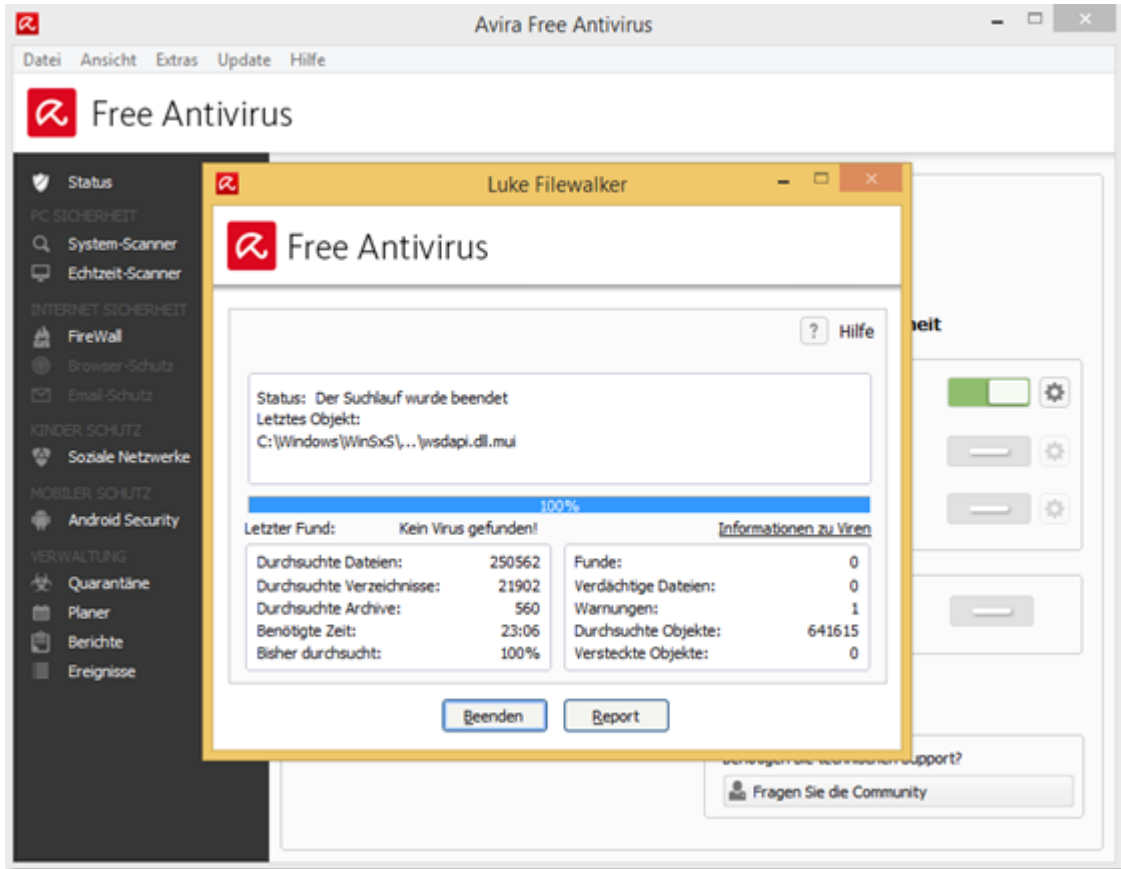 Avira Free Antivirus
Datei Ansicht Extras Update Hilfe
Free Antivirus
Status
PC SICHERHEIT
System-Scanner
Echtzeit-Scanner
INTERNET SICHERHEIT
FireWall
Browser-Schutz
Email-Schutz
KINDER SCHUTZ
Soziale Netzwerke
MOBILER SCHUTZ
Android Security
VERWALTUNG
Quarantäne
Planer
Berichte
Ereignisse
Luke Filewalker
Free Antivirus
? Hilfe
Status: Der Suchlauf wurde beendet
Letztes Objekt:
C:\Windows\WinSxS\...\wsdapi.dll.mui
100%
Letzter Fund: Kein Virus gefunden! Informationen zu Viren
Durchsuchte Dateien: 250562
Durchsuchte Verzeichnisse: 21902
Durchsuchte Archive: 560
Benötigte Zeit: 23:06
Bisher durchsucht: 100%
Funde: 0
Verdächtige Dateien: 0
Warnungen: 1
Durchsuchte Objekte: 641615
Versteckte Objekte: 0
Beenden Report
heit
support?
Fragen Sie die Community